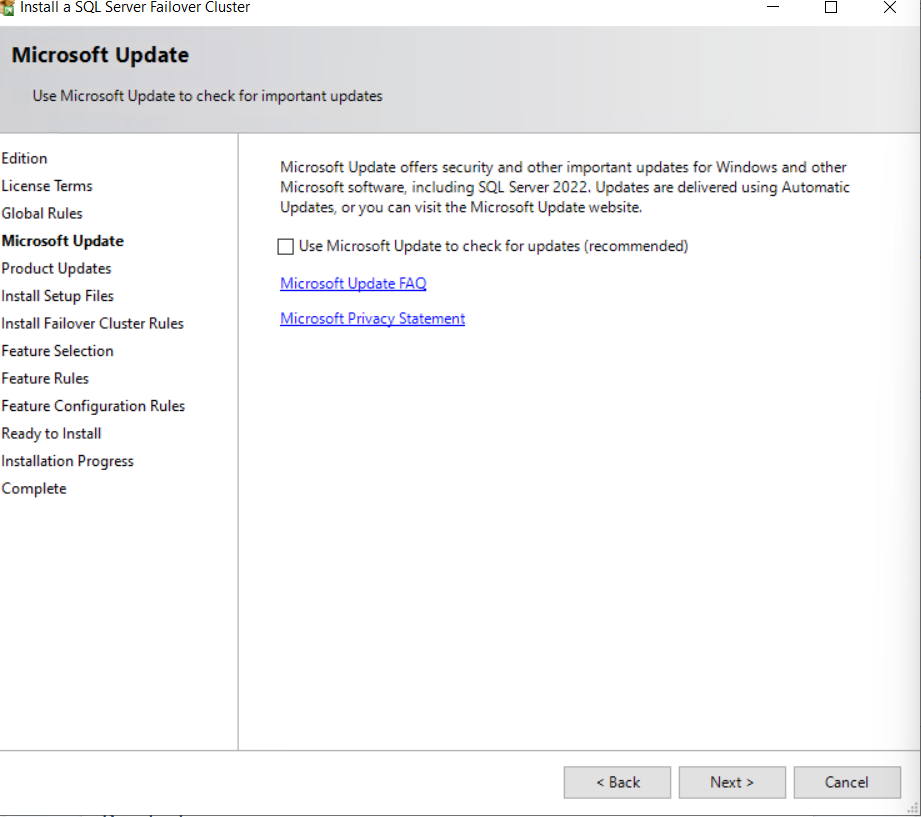 Install a SQL Server Failover Cluster
Microsoft Update
Use Microsoft Update to check for important updates
Edition
License Terms
Global Rules
Microsoft Update
Product Updates
Install Setup Files
Install Failover Cluster Rules
Feature Selection
Feature Rules
Feature Configuration Rules
Ready to Install
Installation Progress
Complete
Microsoft Update offers security and other important updates for Windows and other
Microsoft software, including SQL Server 2022. Updates are delivered using Automatic
Updates, or you can visit the Microsoft Update website.
Use Microsoft Update to check for updates (recommended)
Microsoft Update FAQ
Microsoft Privacy Statement
< Back
Next >
Cancel